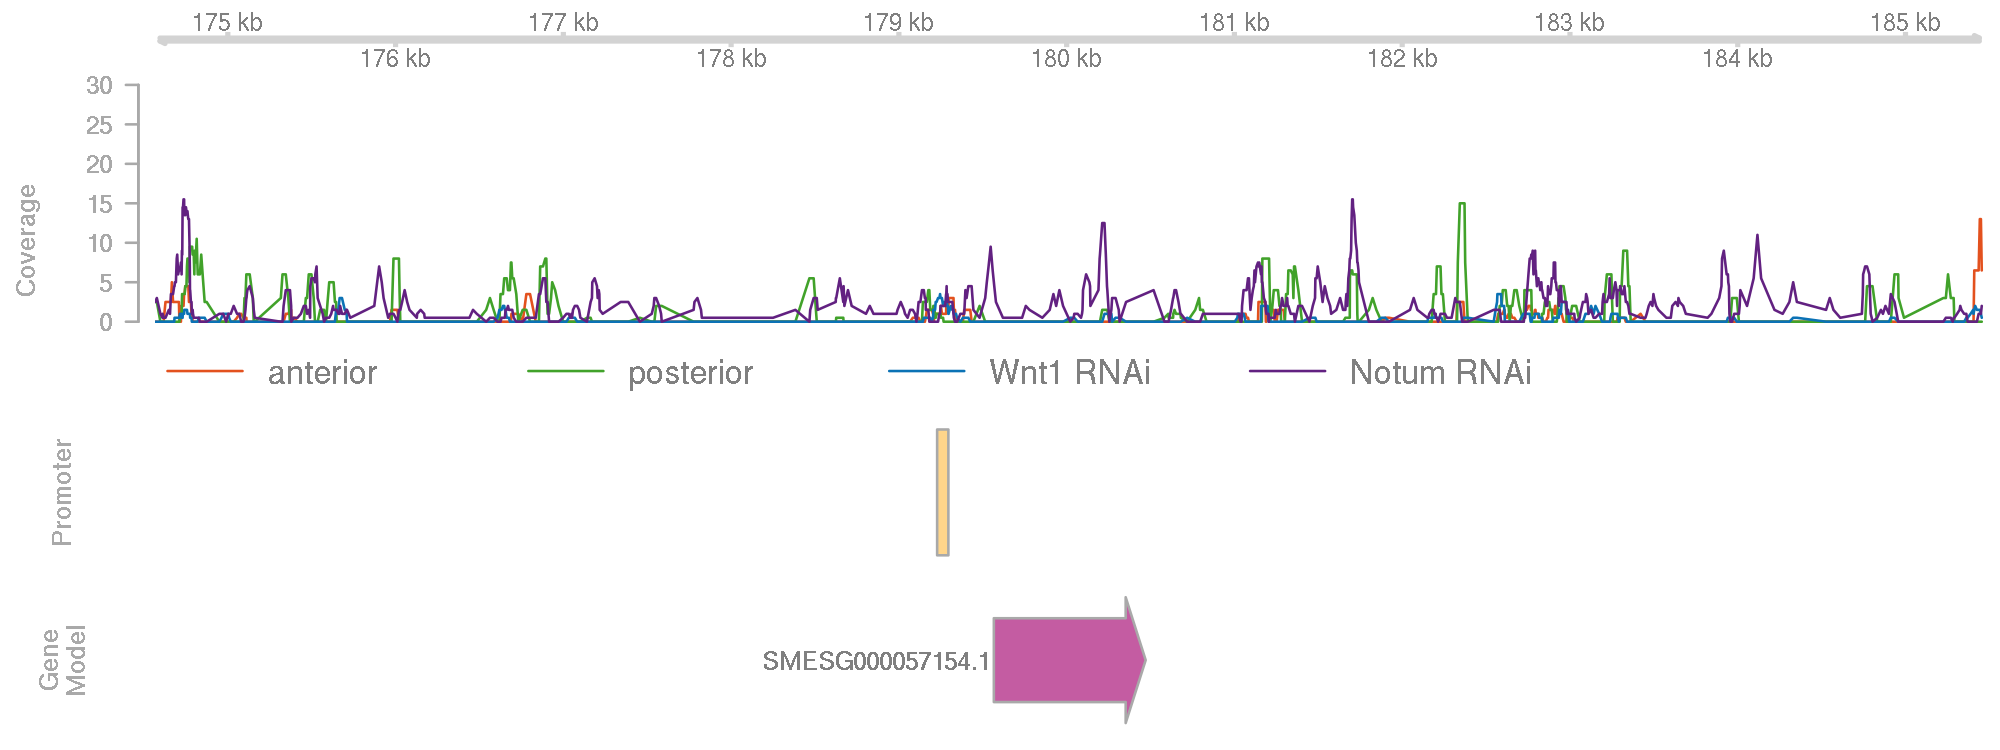 175 kb 177 kb 179 kb 181 kb 183 kb 185 kb
176 kb 178 kb 180 kb 182 kb 184 kb
30
25
20
15
10
5
0
Coverage
anterior posterior Wnt1 RNAi Notum RNAi
Promoter
Gene
Model
SMESG000057154.1